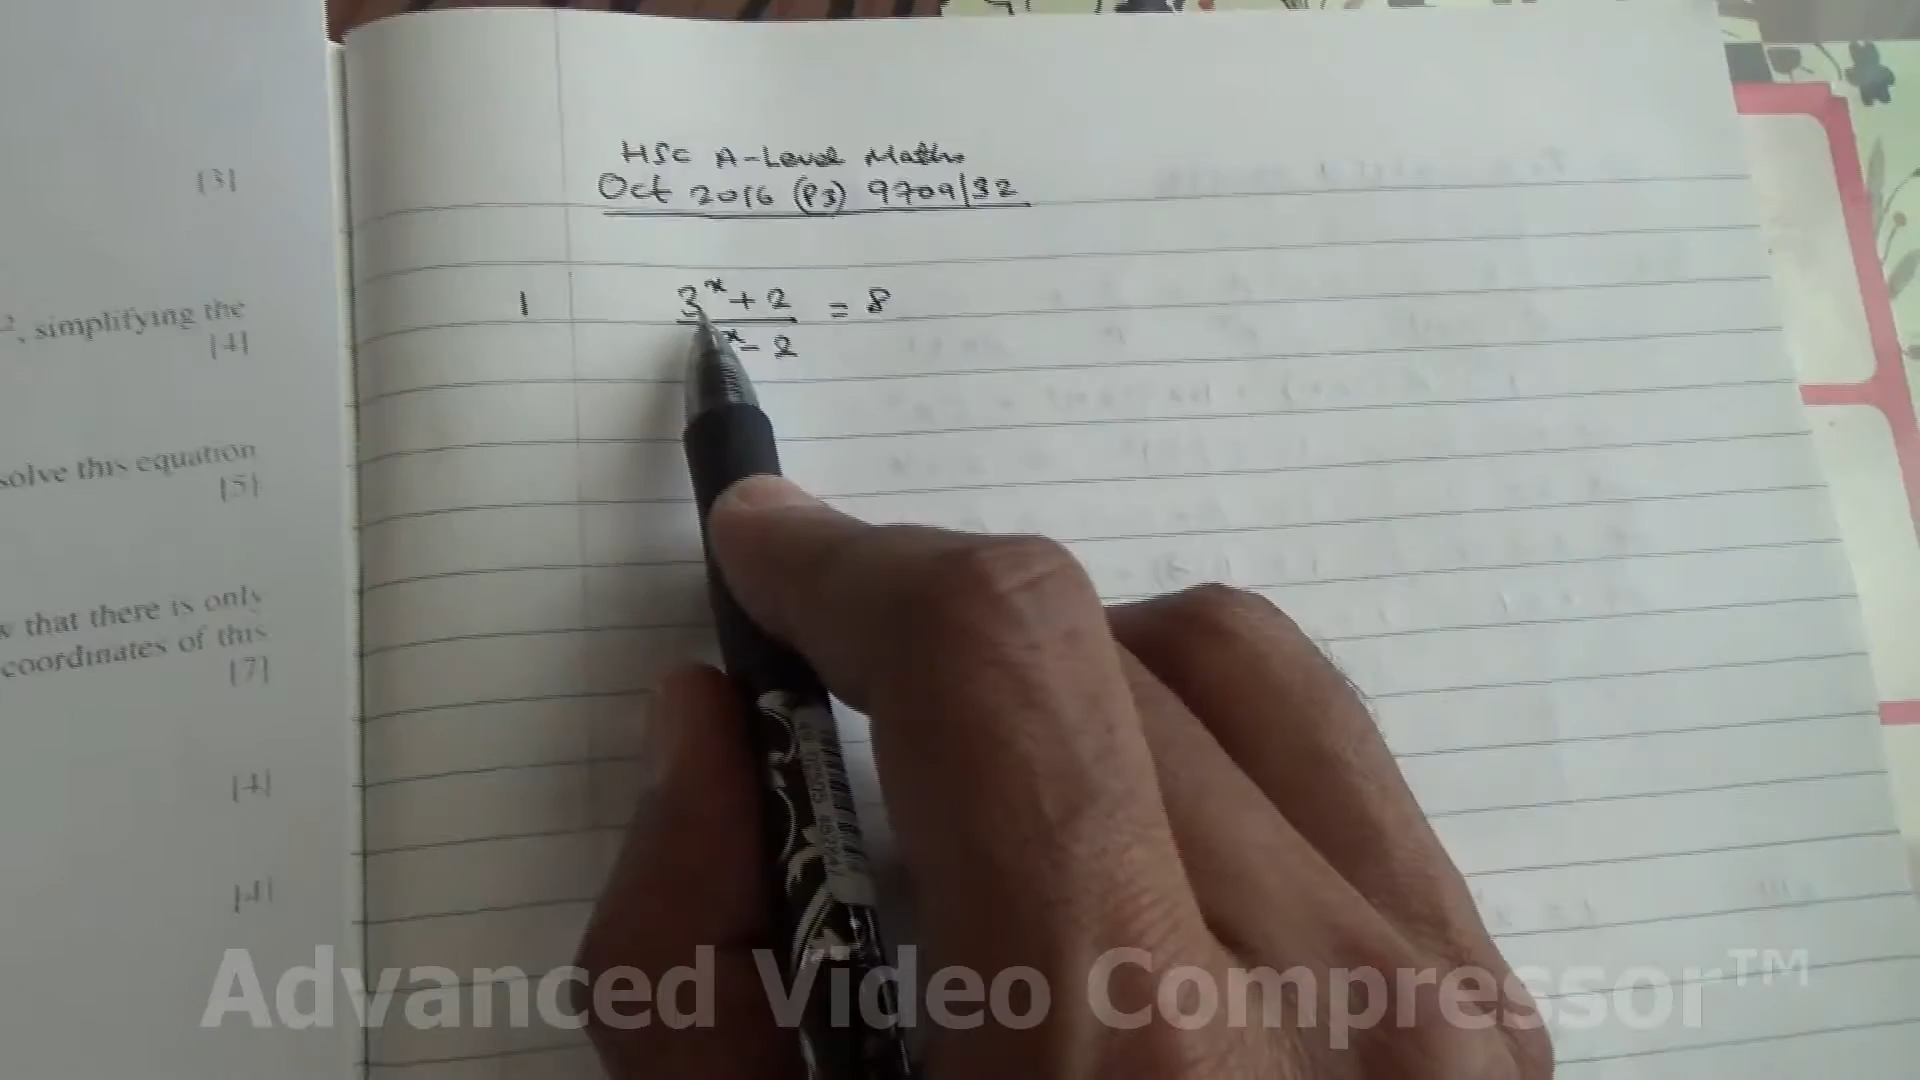 [3]
2, simplifying the
[4]
solve this equation
[5]
that there is only
coordinates of this
[7]
[4]
[4]
HSC A-Level Maths
Oct 2016 (P3) 9709/32
1 3^x + 2 = 8
x - 2
Advanced Video Compressor™